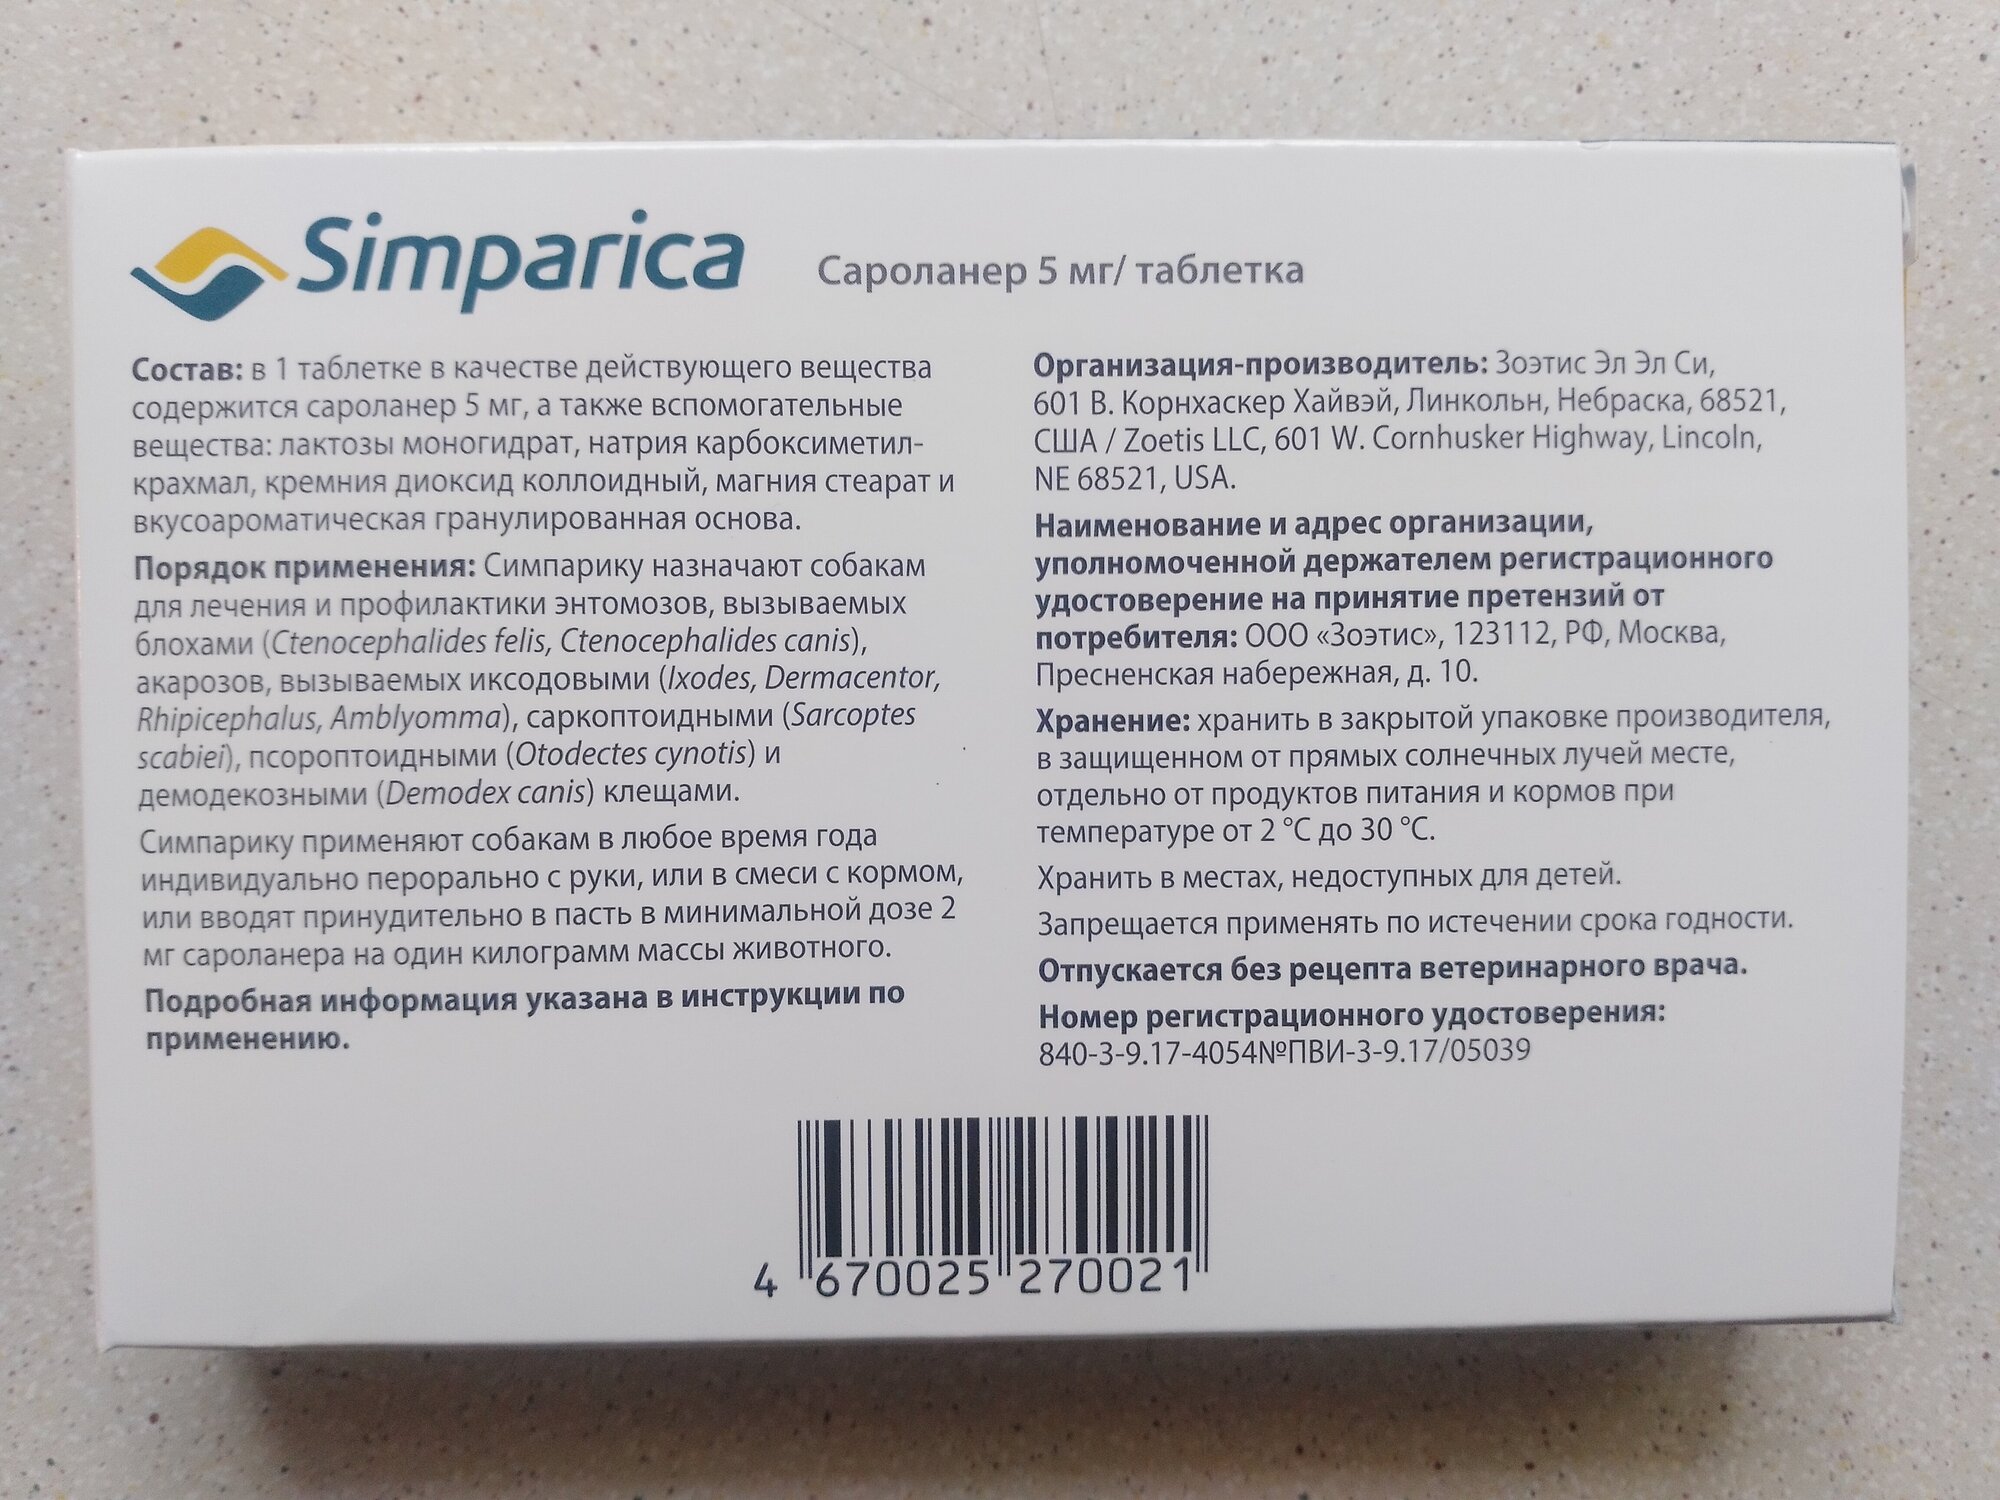 Simparica
Сароланер 5 мг/ таблетка
Состав: в 1 таблетке в качестве действующего вещества
содержится сароланер 5 мг, а также вспомогательные
вещества: лактозы моногидрат, натрия карбоксиметил-
крахмал, кремния диоксид коллоидный, магния стеарат и
вкусоароматическая гранулированная основа.
Порядок применения: Симпарику назначают собакам
для лечения и профилактики энтомозов, вызываемых
блохами (Ctenocephalides felis, Ctenocephalides canis),
акарозов, вызываемых иксодовыми (Ixodes, Dermacentor,
Rhipicephalus, Amblyomma), саркоптоидными (Sarcoptes
scabiei), псороптоидными (Otodectes cynotis) и
демодекозными (Demodex canis) клещами.
Симпарику применяют собакам в любое время года
индивидуально перорально с руки, или в смеси с кормом,
или вводят принудительно в пасть в минимальной дозе 2
мг сароланера на один килограмм массы животного.
Подробная информация указана в инструкции по
применению.
Организация-производитель: Зоэтис Эл Эл Си,
601 В. Корнхаскер Хайвэй, Линкольн, Небраска, 68521,
США / Zoetis LLC, 601 W. Cornhusker Highway, Lincoln,
NE 68521, USA.
Наименование и адрес организации,
уполномоченной держателем регистрационного
удостоверение на принятие претензий от
потребителя: ООО «Зоэтис», 123112, РФ, Москва,
Пресненская набережная, д. 10.
Хранение: хранить в закрытой упаковке производителя,
в защищенном от прямых солнечных лучей месте,
отдельно от продуктов питания и кормов при
температуре от 2 °С до 30 °С.
Хранить в местах, недоступных для детей.
Запрещается применять по истечении срока годности.
Отпускается без рецепта ветеринарного врача.
Номер регистрационного удостоверения:
840-3-9.17-4054№ПВИ-3-9.17/05039
4 670025 270021